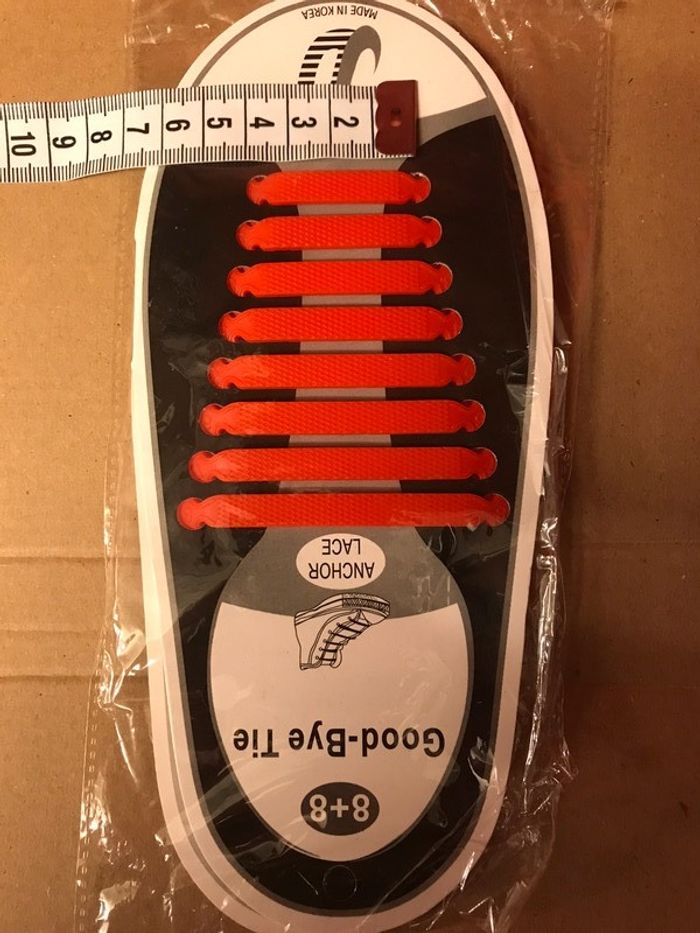 8+8
Good-Bye Tie
ANCHOR
LACE
2 3 4 5 6 7 8 9 10
MADE IN KOREA